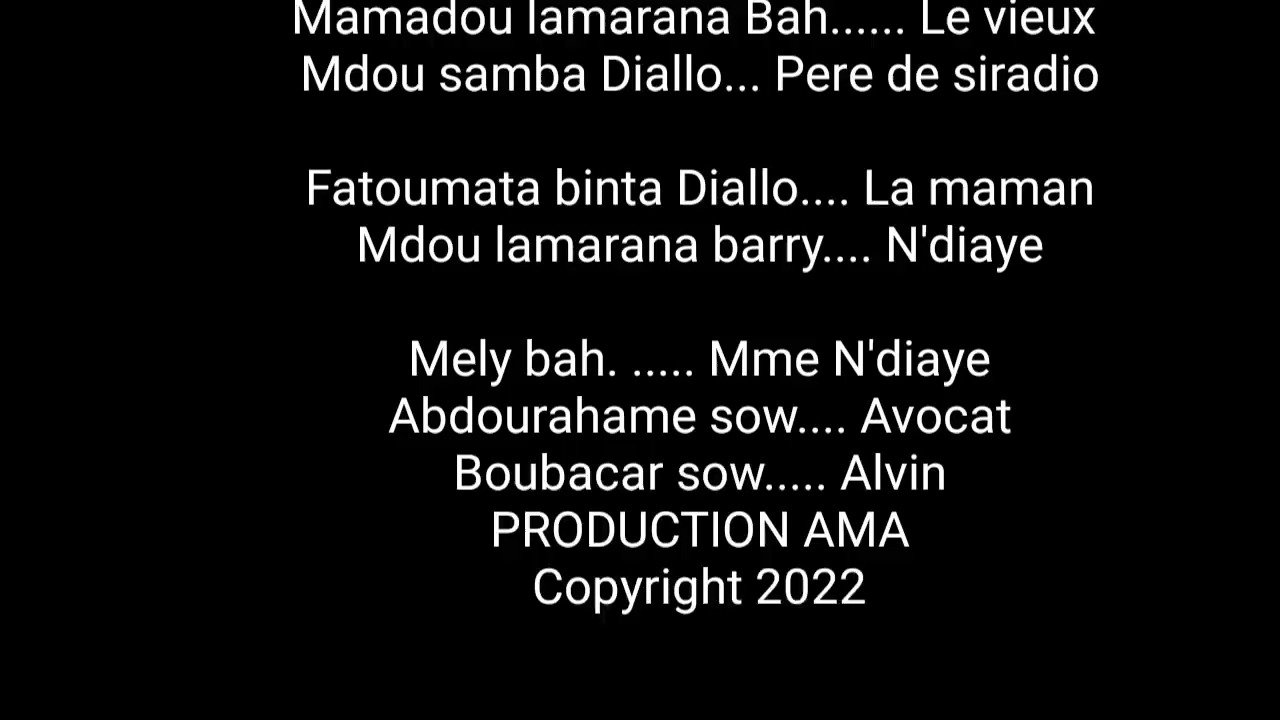 Mamadou lamarana Bah...... Le vieux
Mdou samba Diallo... Pere de siradio
Fatoumata binta Diallo.... La maman
Mdou lamarana barry.... N'diaye
Mely bah. ..... Mme N'diaye
Abdourahame sow.... Avocat
Boubacar sow..... Alvin
PRODUCTION AMA
Copyright 2022